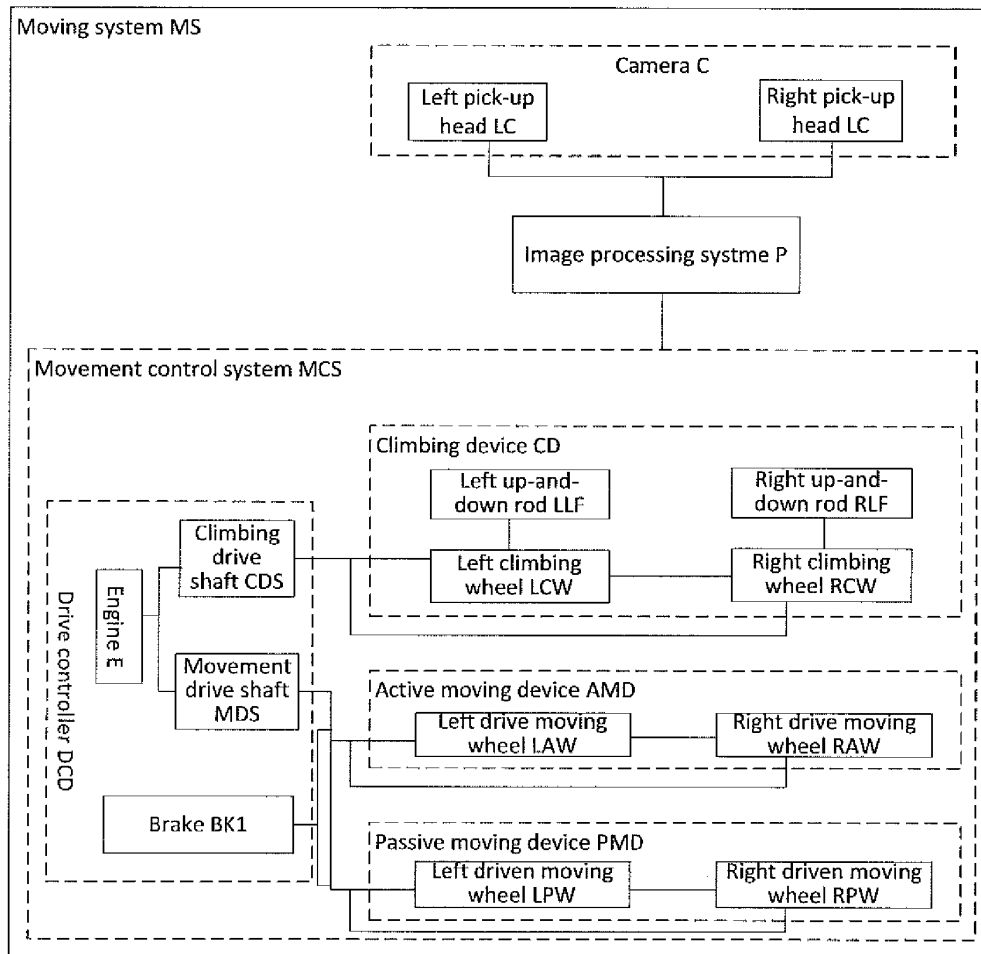 Moving system MS
Camera C
Left pick-up
head LC
Right pick-up
head LC
Image processing systme P
Movement control system MCS
Climbing device CD
Left up-and-
down rod LLF
Right up-and-
down rod RLF
Climbing
drive
shaft CDS
Left climbing
wheel LCW
Right climbing
wheel RCW
Engine E
Drive controller DCD
Movement
drive shaft
MDS
Active moving device AMD
Left drive moving
wheel LAW
Right drive moving
wheel RAW
Brake BK1
Passive moving device PMD
Left driven moving
wheel LPW
Right driven moving
wheel RPW